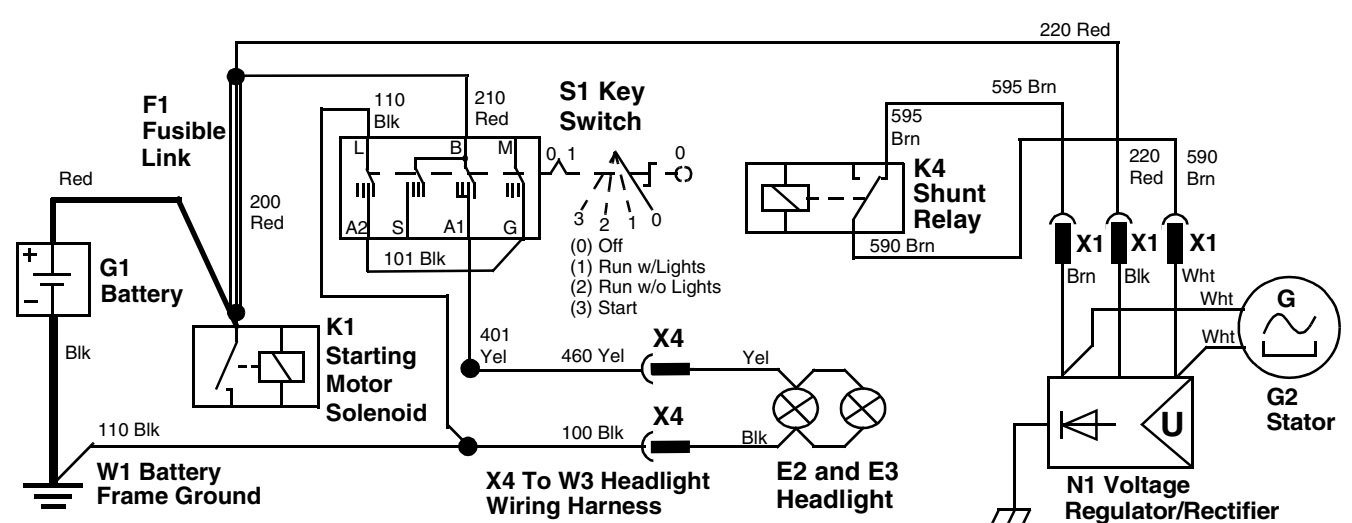 220 Red
595 Brn
F1
Fusible
Link
110
Blk
210
Red
S1 Key
Switch
595
Brn
220
Red
590
Brn
K4
Shunt
Relay
L
B
M
0
1
0
3
2
1
0
A2
S
A1
G
Red
200
Red
101 Blk
(0) Off
(1) Run w/Lights
(2) Run w/o Lights
(3) Start
590 Brn
X1
X1
X1
Brn
Blk
Wht
Wht
G
Wht
G2
Stator
+
−
G1
Battery
Blk
K1
Starting
Motor
Solenoid
401
Yel
460 Yel
X4
Yel
110 Blk
100 Blk
X4
Blk
U
W1 Battery
Frame Ground
X4 To W3 Headlight
Wiring Harness
E2 and E3
Headlight
N1 Voltage
Regulator/Rectifier